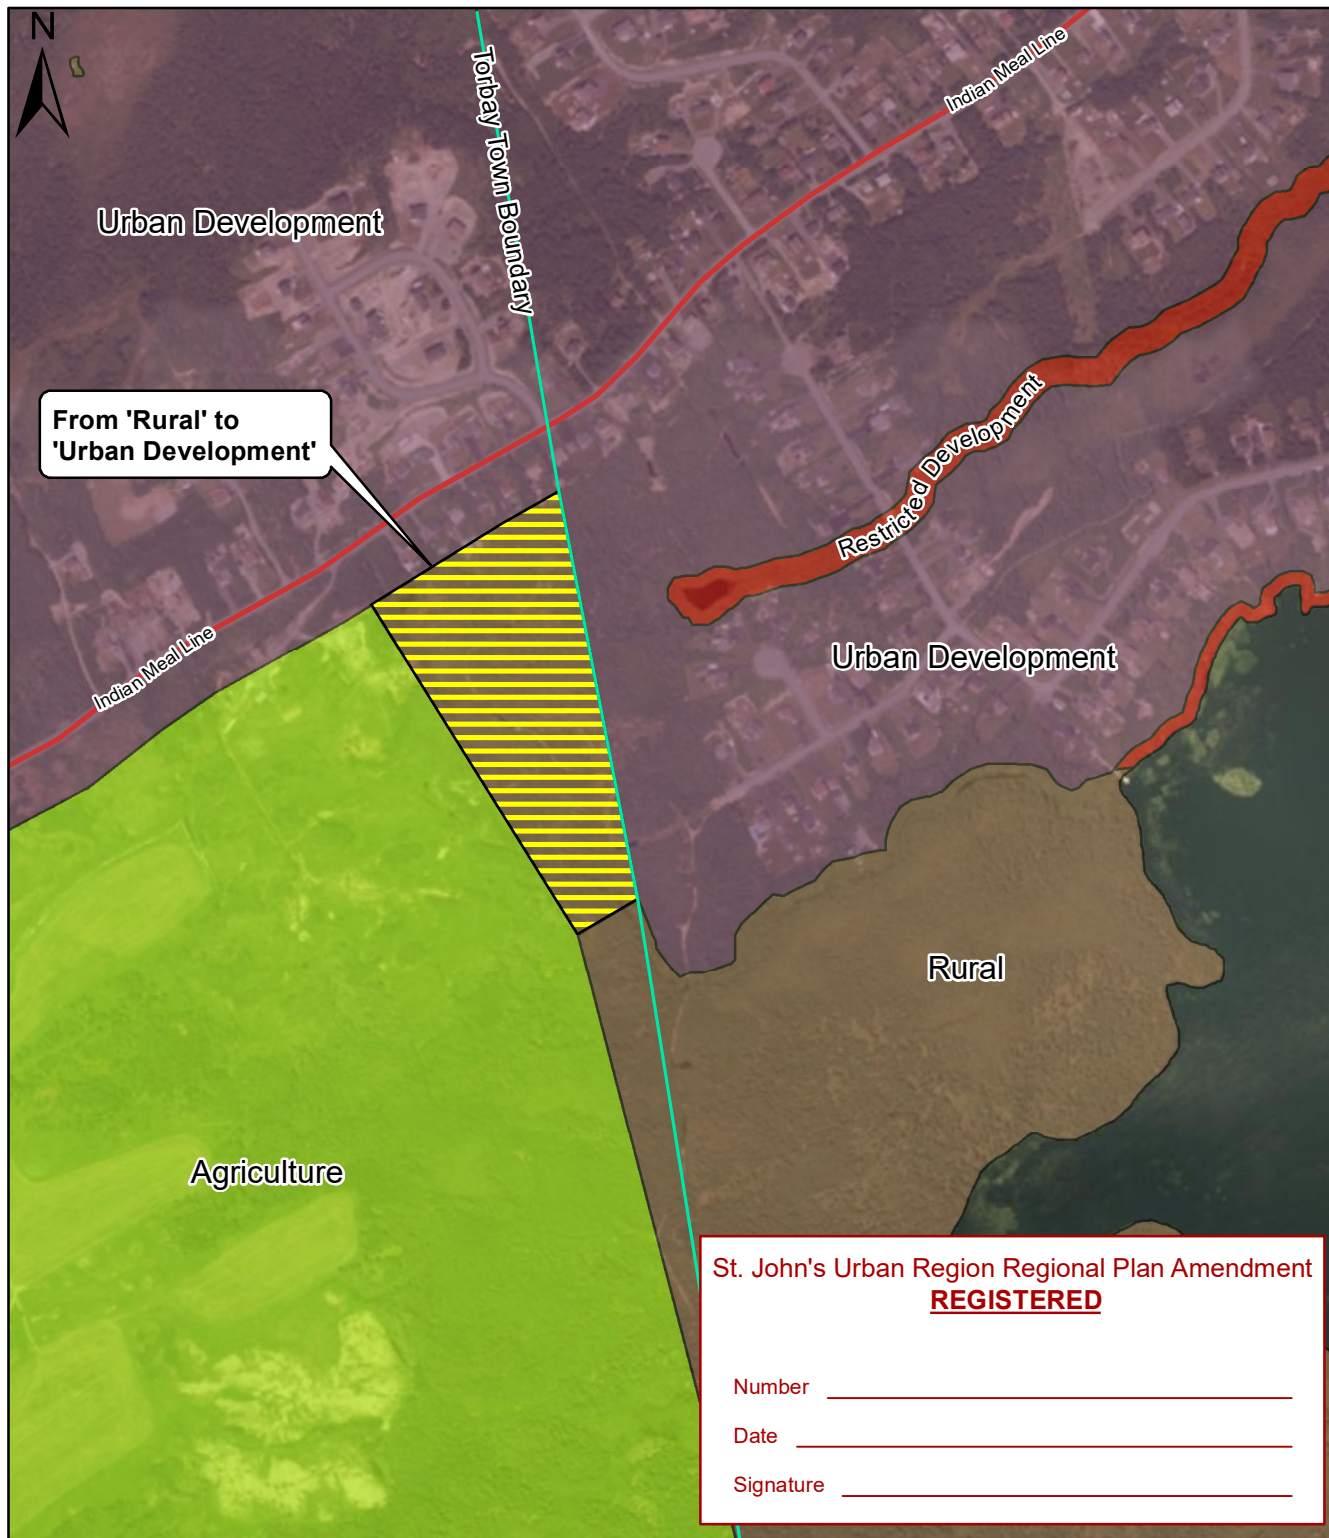 N
Torbay Town Boundary
Indian Meal Line
Urban Development
From 'Rural' to
'Urban Development'
Restricted Development
Indian Meal Line
Urban Development
Rural
Agriculture
St. John's Urban Region Regional Plan Amendment
REGISTERED
Number
Date
Signature